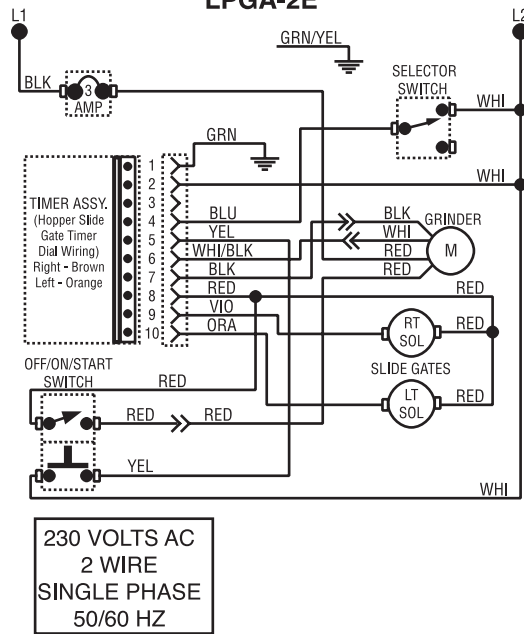 LPGA-2E
L1
L2
GRN/YEL
BLK
3
AMP
SELECTOR
SWITCH
WHI
GRN
WHI
TIMER ASSY.
(Hopper Slide
Gate Timer
Dial Wiring)
Right - Brown
Left - Orange
1
2
3
4
5
6
7
8
9
10
BLU
YEL
WHI/BLK
BLK
RED
VIO
ORA
BLK
WHI
RED
RED
GRINDER
M
RED
RT
SOL
RED
SLIDE GATES
LT
SOL
RED
OFF/ON/START
SWITCH
RED
RED
RED
YEL
WHI
230 VOLTS AC
2 WIRE
SINGLE PHASE
50/60 HZ